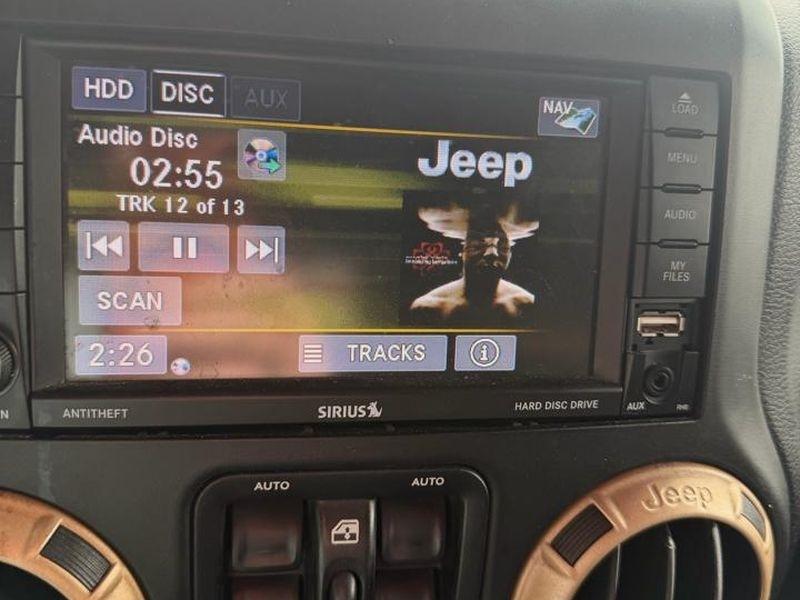 HDD DISC AUX
NAV
Audio Disc
02:55
TRK 12 of 13
Jeep
SCAN
2:26
TRACKS
i
LOAD
MENU
AUDIO
MY
FILES
AUX
ANTITHEFT
SIRIUS
HARD DISC DRIVE
AUTO
AUTO
Jeep